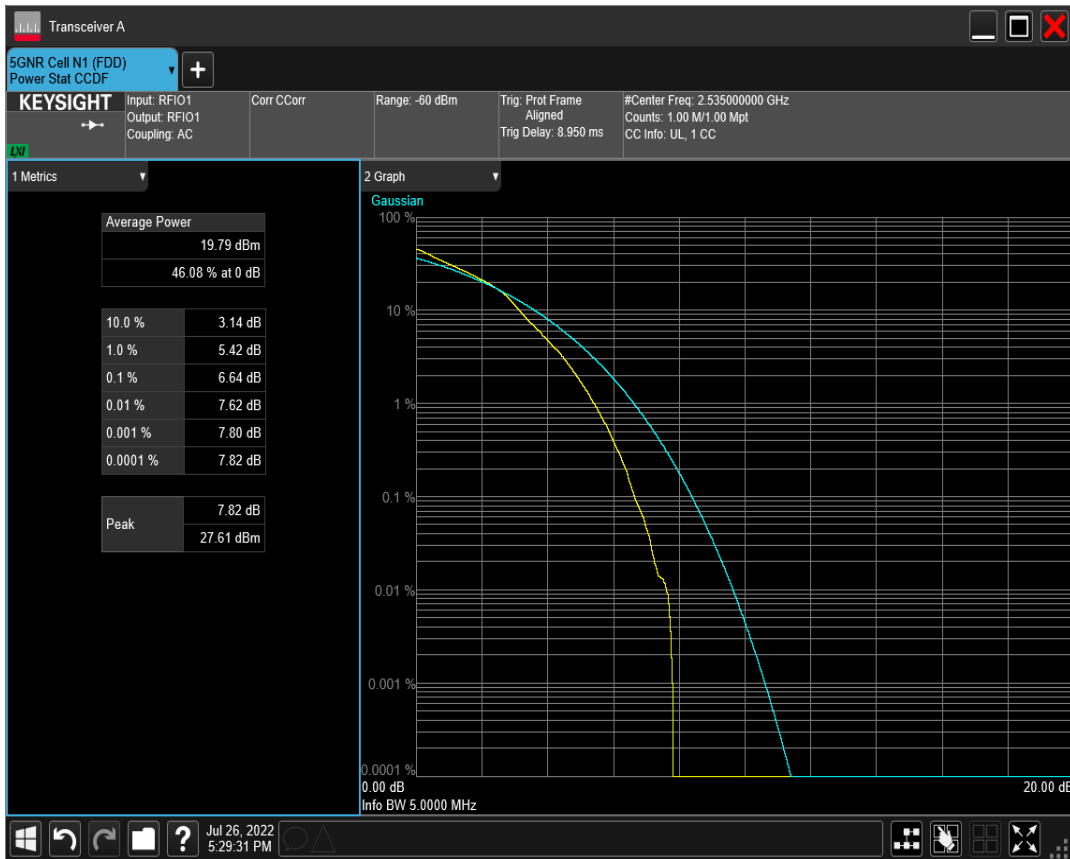 Transceiver A
5GNR Cell N1 (FDD)
Power Stat CCDF
+
KEYSIGHT
LXI
Input: RFIO1
Output: RFIO1
Coupling: AC
Corr CCorr
Range: -60 dBm
Trig: Prot Frame
Aligned
Trig Delay: 8.950 ms
#Center Freq: 2.535000000 GHz
Counts: 1.00 M/1.00 Mpt
CC Info: UL, 1 CC
1 Metrics
Average Power
19.79 dBm
46.08 % at 0 dB
10.0 % 3.14 dB
1.0 % 5.42 dB
0.1 % 6.64 dB
0.01 % 7.62 dB
0.001 % 7.80 dB
0.0001 % 7.82 dB
Peak 7.82 dB
27.61 dBm
2 Graph
Gaussian
100 %
10 %
1 %
0.1 %
0.01 %
0.001 %
0.0001 %
0.00 dB 20.00 dB
Info BW 5.0000 MHz
?
Jul 26, 2022
5:29:31 PM